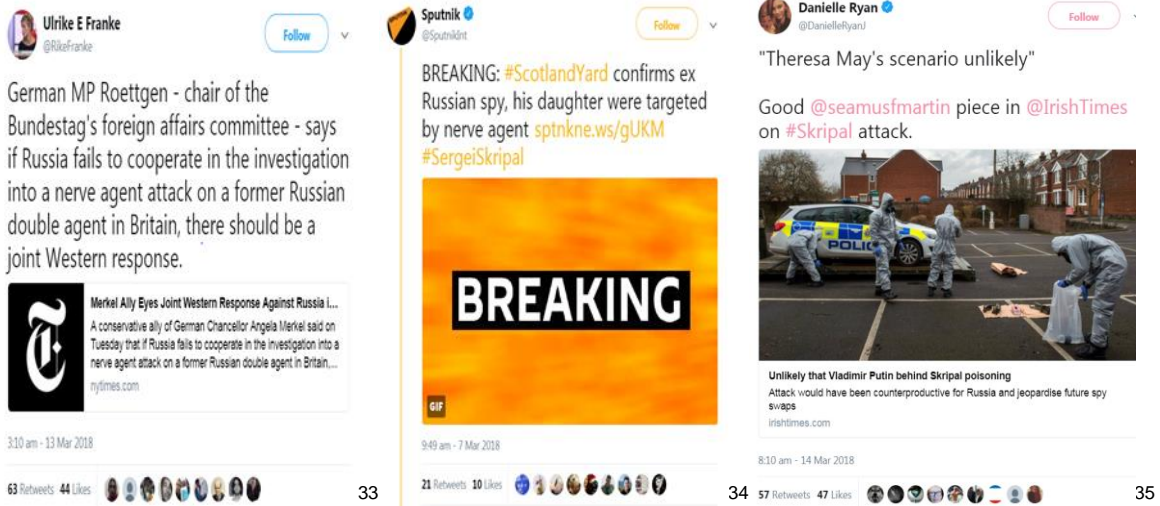 Ulrike E Franke
@RikeFranke
Follow
German MP Roettgen - chair of the
Bundestag's foreign affairs committee - says
if Russia fails to cooperate in the investigation
into a nerve agent attack on a former Russian
double agent in Britain, there should be a
joint Western response.
Merkel Ally Eyes Joint Western Response Against Russia i...
A conservative ally of German Chancellor Angela Merkel said on
Tuesday that if Russia fails to cooperate in the investigation into a
nerve agent attack on a former Russian double agent in Britain,...
nytimes.com
3:10 am - 13 Mar 2018
63 Retweets 44 Likes
33
Sputnik
@SputnikInt
Follow
BREAKING: #ScotlandYard confirms ex
Russian spy, his daughter were targeted
by nerve agent sptnkne.ws/gUKM
#SergeiSkripal
BREAKING
GIF
9:49 am - 7 Mar 2018
21 Retweets 10 Likes
34
Danielle Ryan
@DanielleRyanJ
Follow
"Theresa May's scenario unlikely"
Good @seamusfmartin piece in @IrishTimes
on #Skripal attack.
POLIC
Unlikely that Vladimir Putin behind Skripal poisoning
Attack would have been counterproductive for Russia and jeopardise future spy
swaps
irishtimes.com
8:10 am - 14 Mar 2018
57 Retweets 47 Likes
35